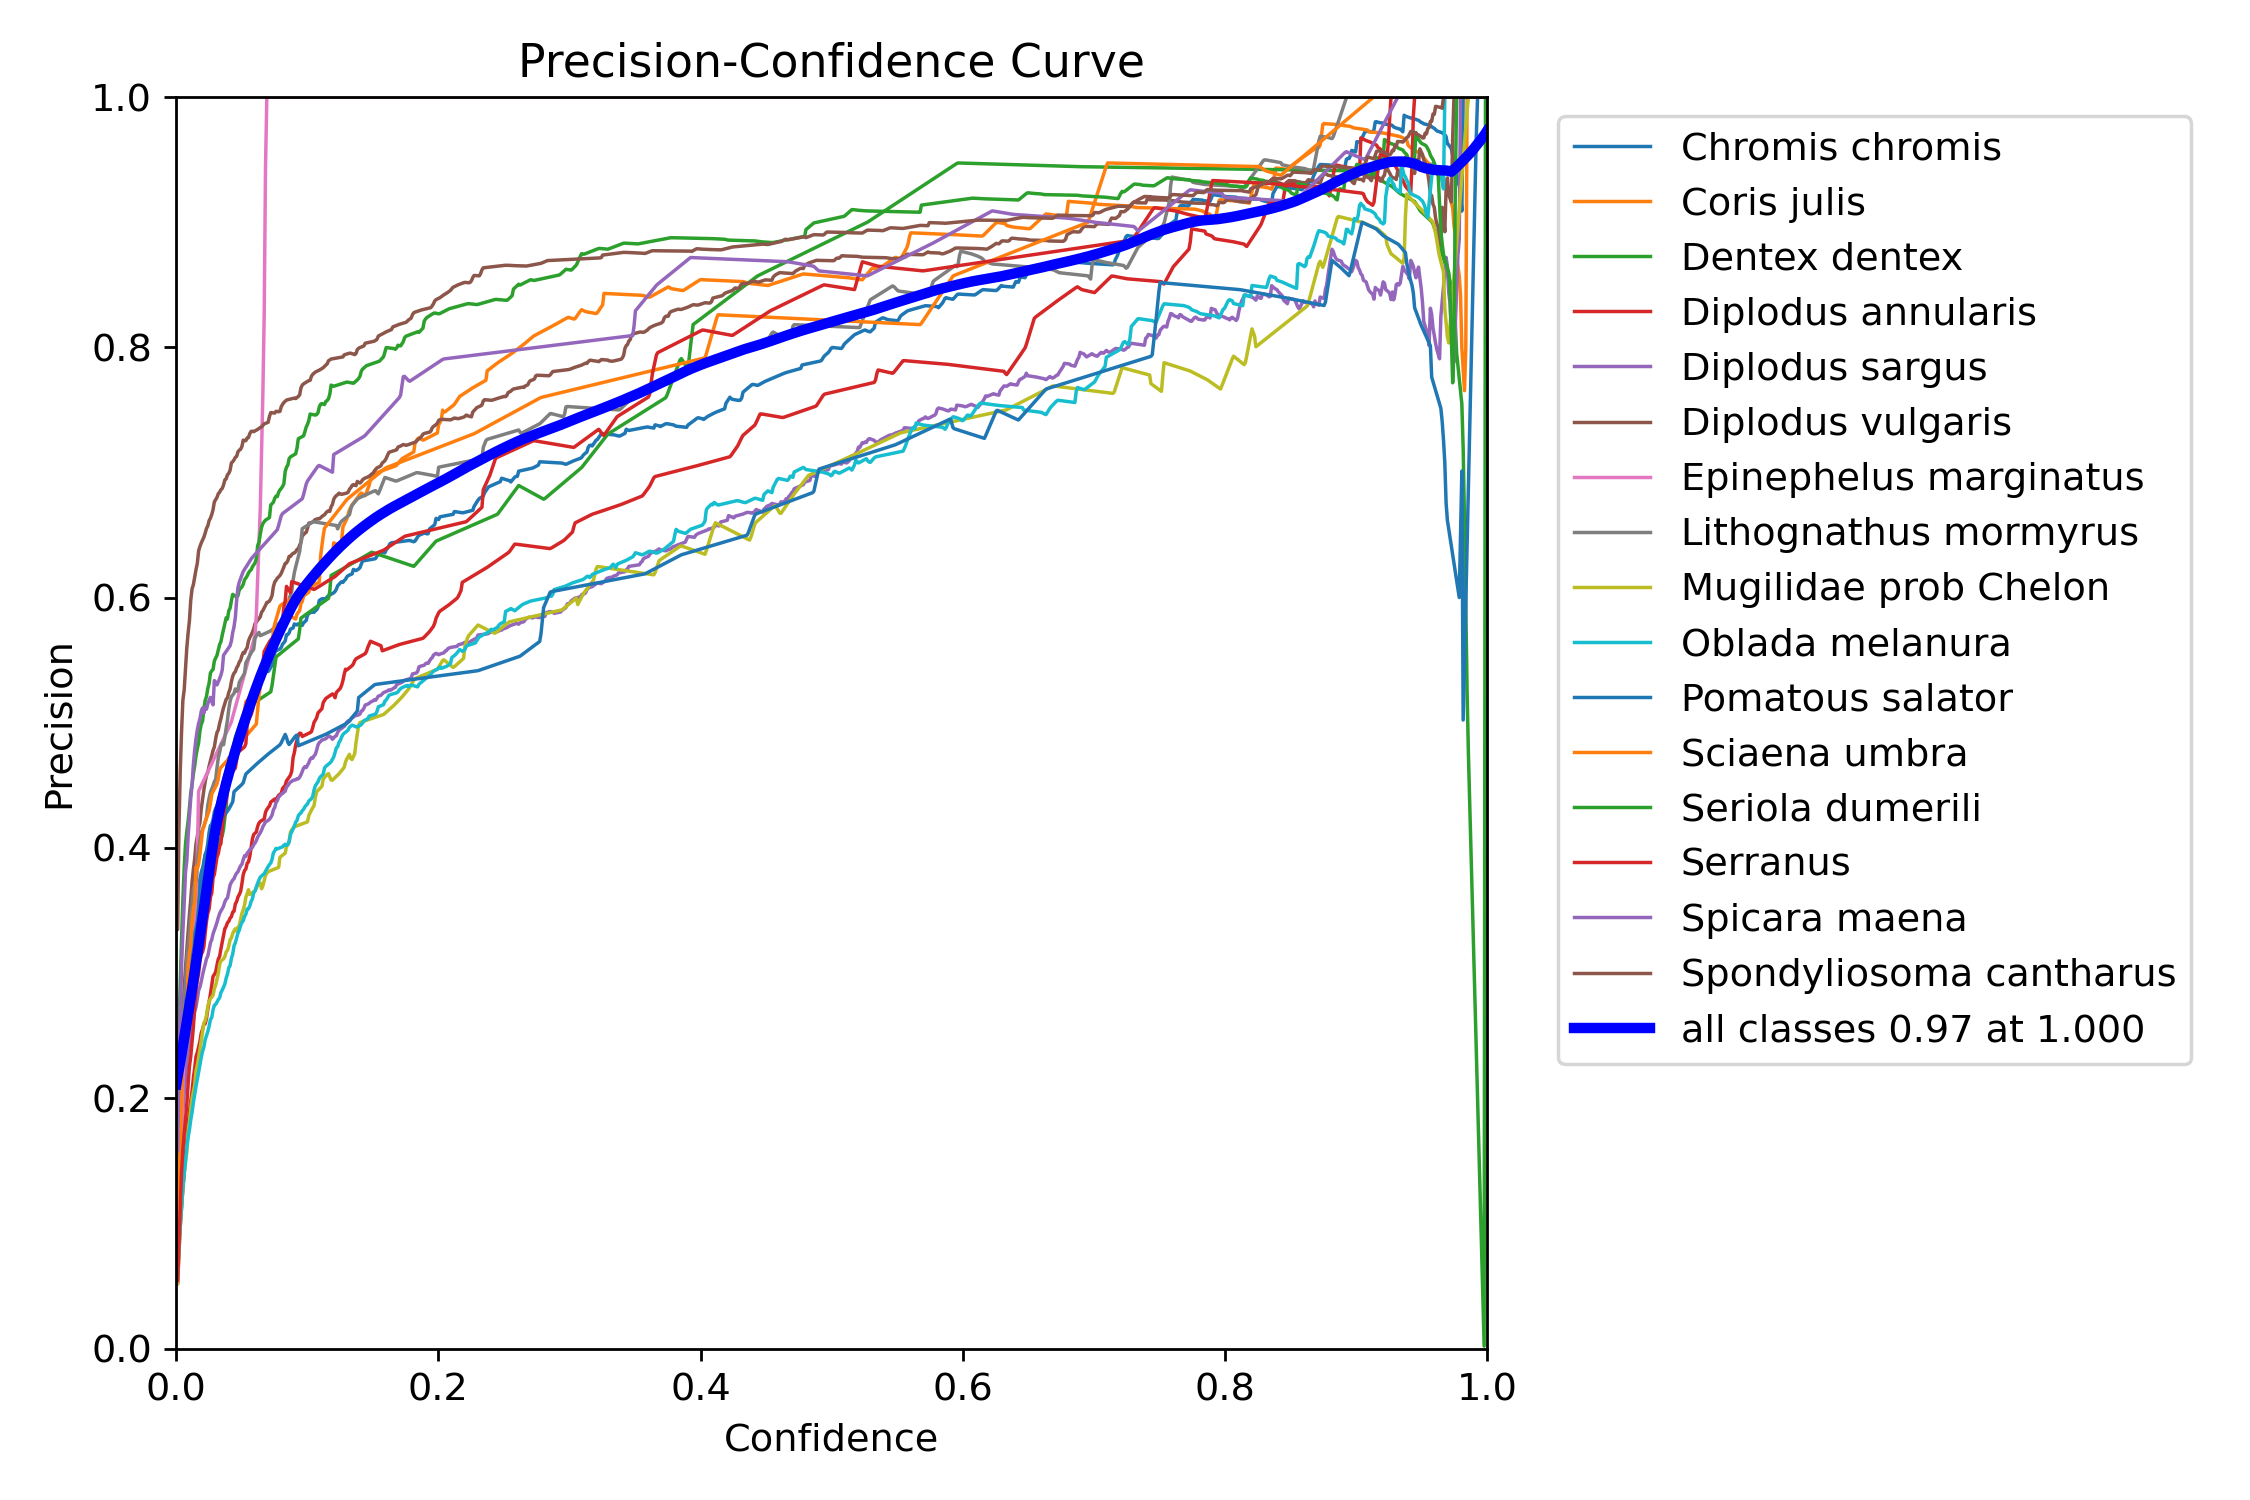 Precision-Confidence Curve
1.0
0.8
0.6
0.4
0.2
0.0
Precision
0.0 0.2 0.4 0.6 0.8 1.0
Confidence
Chromis chromis
Coris julis
Dentex dentex
Diplodus annularis
Diplodus sargus
Diplodus vulgaris
Epinephelus marginatus
Lithognathus mormyrus
Mugilidae prob Chelon
Oblada melanura
Pomatous salator
Sciaena umbra
Seriola dumerili
Serranus
Spicara maena
Spondyliosoma cantharus
all classes 0.97 at 1.000